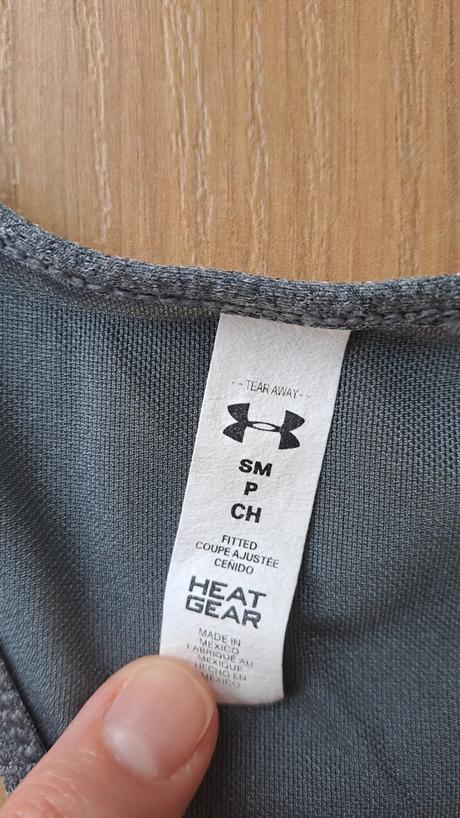 - - TEAR AWAY- -
SM
P
CH
FITTED
COUPE AJUSTÉE
CEÑIDO
HEAT
GEAR
MADE IN
MEXICO
FABRIQUÉ AU
MEXIQUE
HECHO EN
MÉXICO